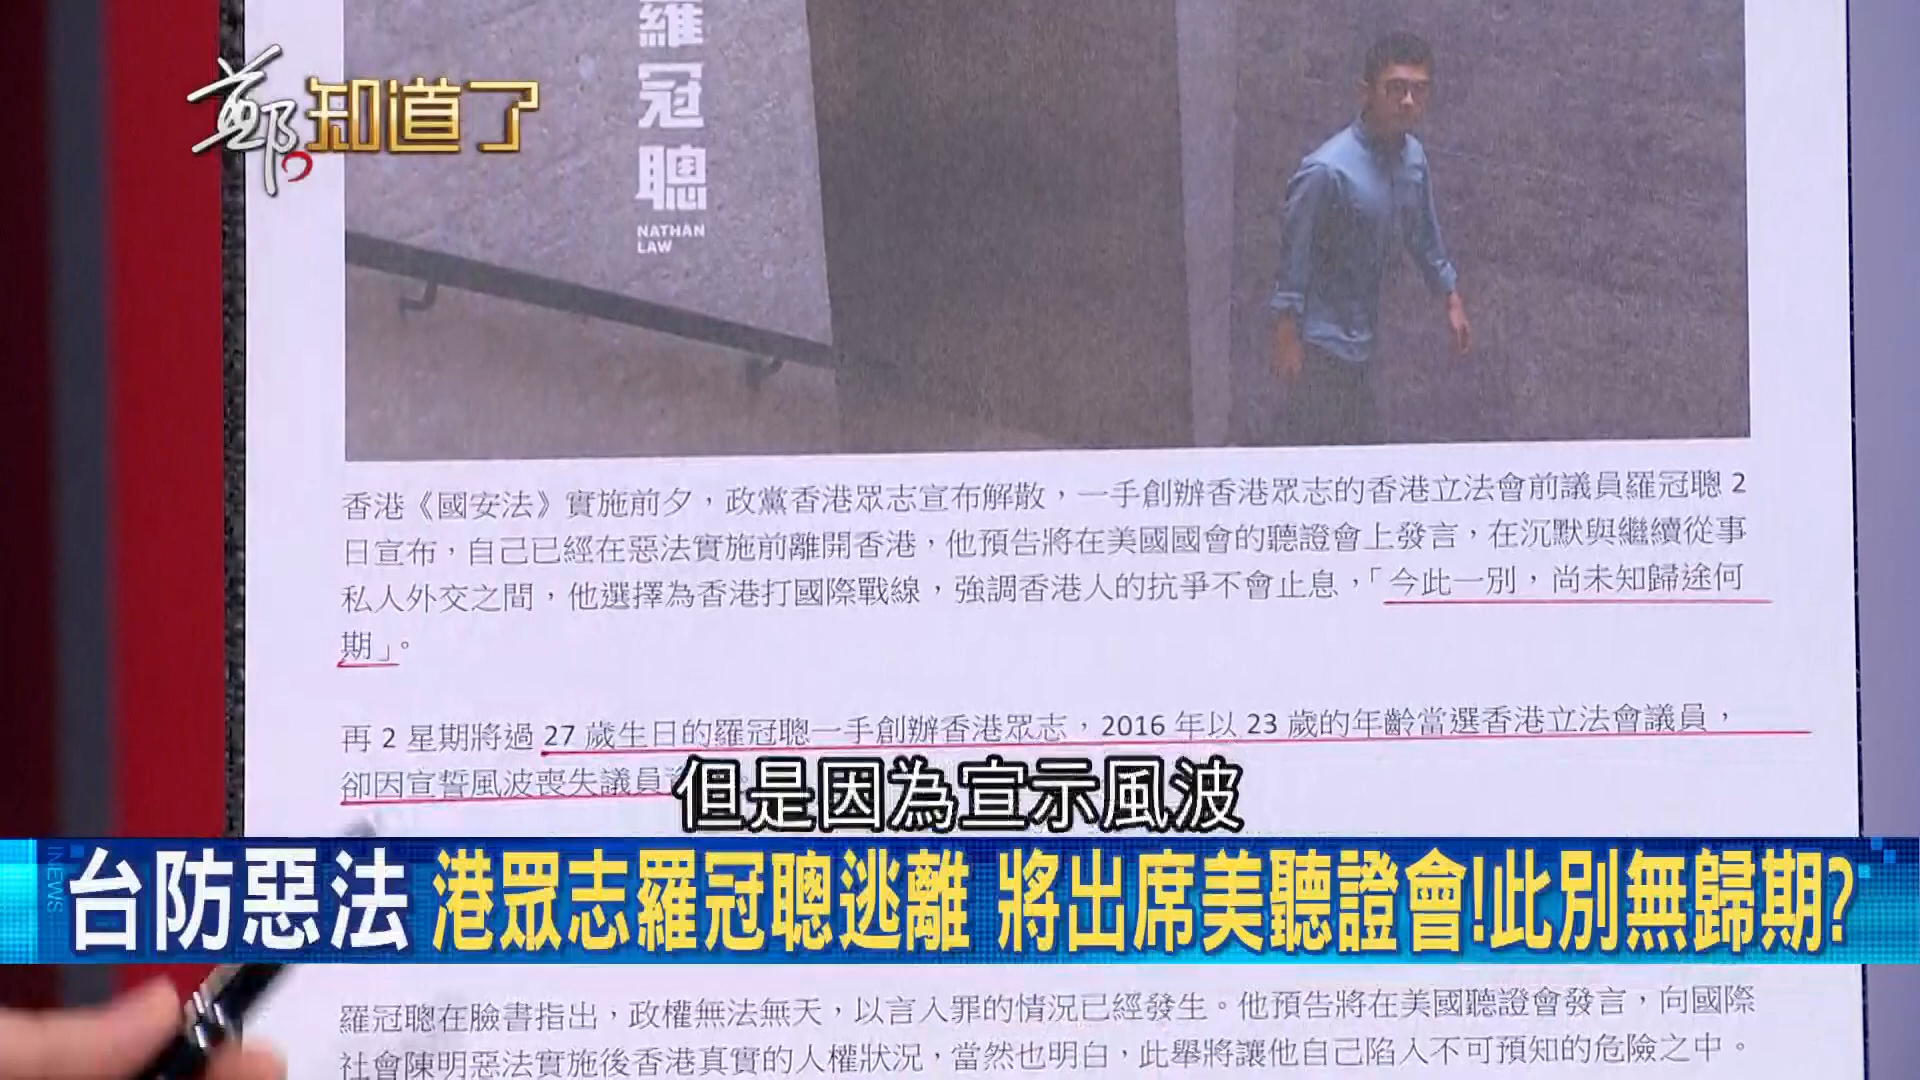 鄭知道了
羅冠聰
NATHAN
LAW
香港《國安法》實施前夕，政黨香港眾志宣布解散，一手創辦香港眾志的香港立法會前議員羅冠聰 2
日宣布，自己已經在惡法實施前離開香港，他預告將在美國國會的聽證會上發言，在沉默與繼續從事
私人外交之間，他選擇為香港打國際戰線，強調香港人的抗爭不會止息，「今此一別，尚未知歸途何
期」。
再 2 星期將過 27 歲生日的羅冠聰一手創辦香港眾志，2016 年以 23 歲的年齡當選香港立法會議員，
卻因宣誓風波喪失議員
但是因為宣示風波
INEWS
台防惡法 港眾志羅冠聰逃離 將出席美聽證會!此別無歸期?
羅冠聰在臉書指出，政權無法無天，以言入罪的情況已經發生。他預告將在美國聽證會發言，向國際
社會陳明惡法實施後香港真實的人權狀況，當然也明白，此舉將讓他自己陷入不可預知的危險之中。